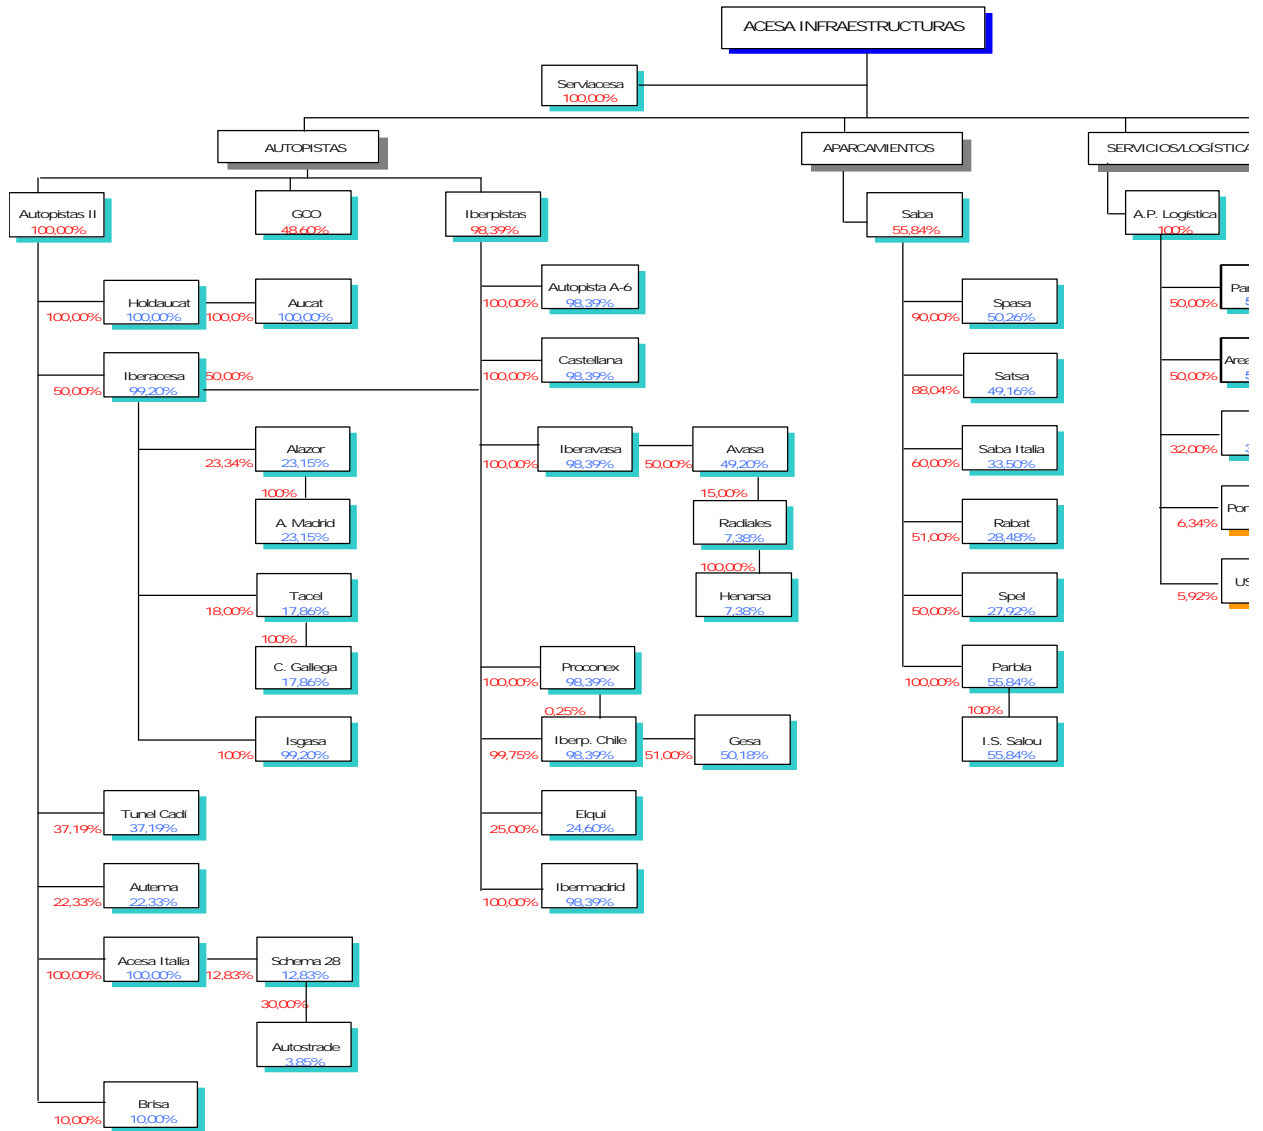 ACESA INFRAESTRUCTURAS
Serviacesa
100,00%
AUTOPISTAS
APARCAMIENTOS
SERVICIOS/LOGÍSTICA
Autopistas II
100,00%
GCO
48,60%
Iberpistas
98,39%
Saba
55,84%
A.P. Logística
100%
Holdaucat
100,00%
100,00%
Aucat
100,0%
100,00%
Autopista A-6
100,00%
98,39%
Spasa
90,00%
50,26%
50,00%
Iberacesa
50,00%
50,00%
99,20%
Castellana
100,00%
98,39%
Satsa
88,04%
49,16%
50,00%
Alazor
23,34%
23,15%
100%
A. Madrid
23,15%
Iberavasa
100,00%
98,39%
Avasa
50,00%
49,20%
15,00%
Radiales
7,38%
100,00%
Henarsa
7,38%
Saba Italia
60,00%
33,50%
32,00%
Rabat
51,00%
28,48%
6,34%
Tacel
18,00%
17,86%
100%
C. Gallega
17,86%
Spel
50,00%
27,92%
5,92%
Proconex
100,00%
98,39%
0,25%
Parbla
100,00%
55,84%
100%
I.S. Salou
55,84%
Isgasa
100%
99,20%
Iberp. Chile
99,75%
98,39%
Gesa
51,00%
50,18%
Tunel Cadí
37,19%
37,19%
Elqui
25,00%
24,60%
Autema
22,33%
22,33%
Ibermadrid
100,00%
98,39%
Acesa Italia
100,00%
100,00%
Schema 28
12,83%
12,83%
30,00%
Autostrade
3,85%
Brisa
10,00%
10,00%